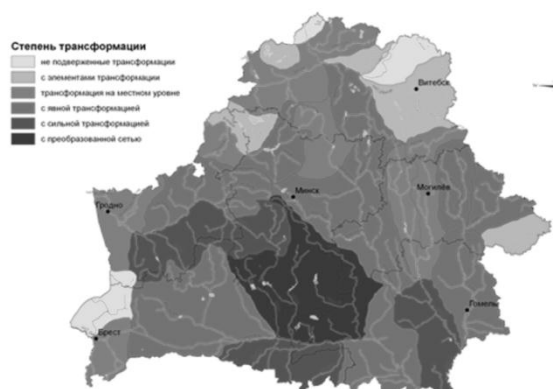 Степень трансформации
не подверженные трансформации
с элементами трансформации
трансформация на местном уровне
с явной трансформацией
с сильной трансформацией
с преобразованной сетью
Витебск
Минск
Могилёв
Гродно
Гомель
Брест